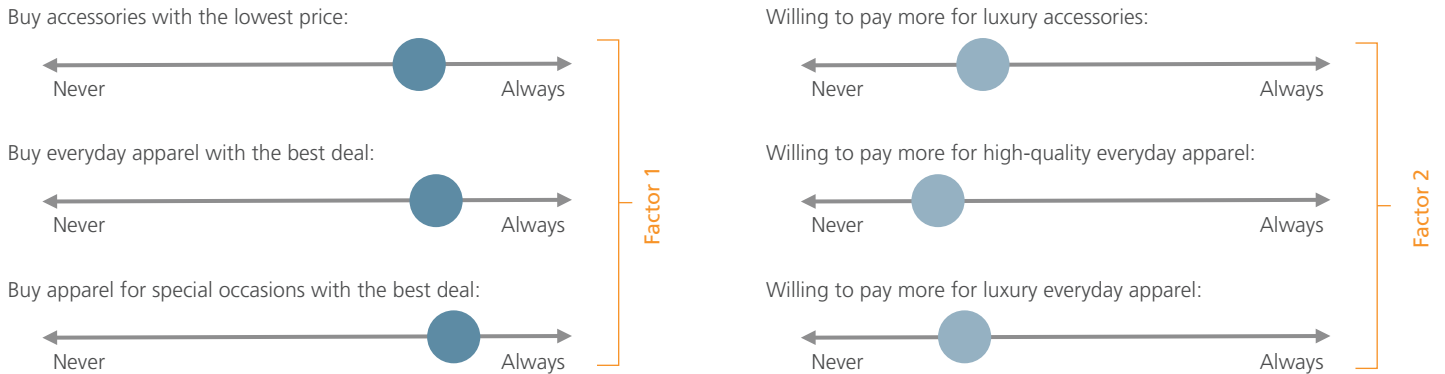 Buy accessories with the lowest price:
Never Always
Buy everyday apparel with the best deal:
Never Always
Buy apparel for special occasions with the best deal:
Never Always
Factor 1
Willing to pay more for luxury accessories:
Never Always
Willing to pay more for high-quality everyday apparel:
Never Always
Willing to pay more for luxury everyday apparel:
Never Always
Factor 2